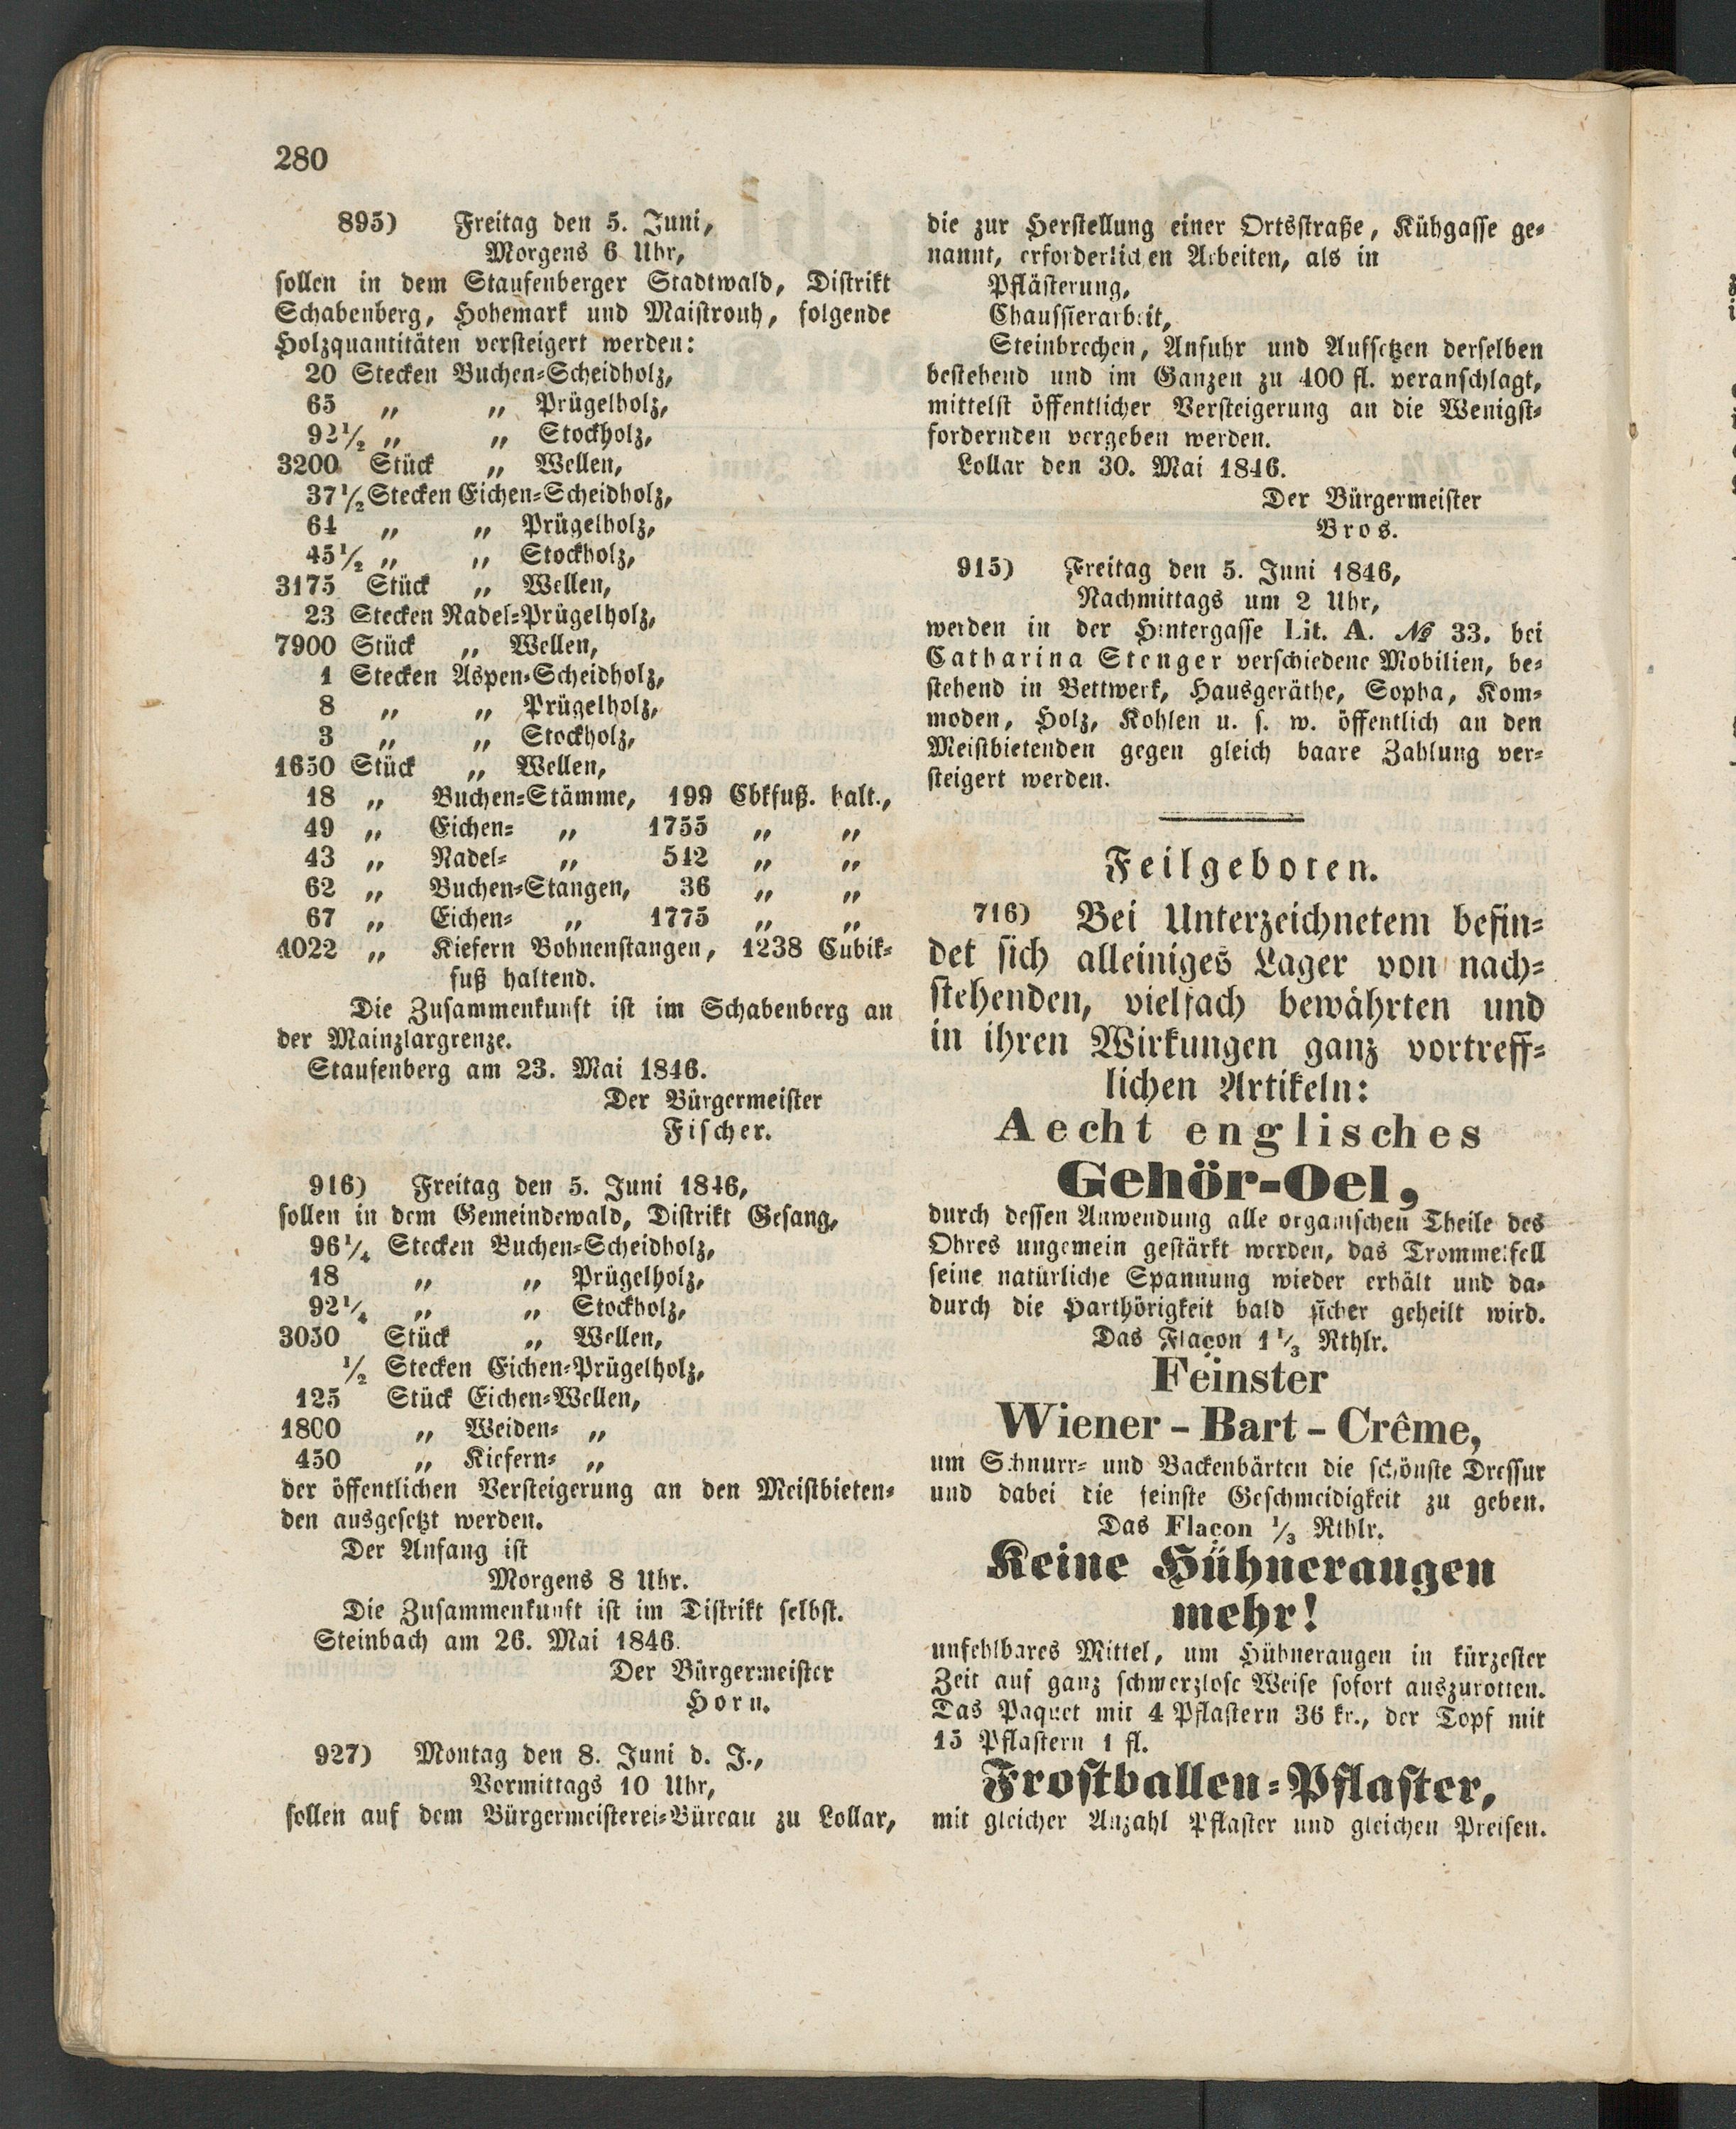 280
895) Freitag den 5. Juni,
Morgens 6 Uhr,
sollen in dem Staufenberger Stadtwald, Distrikt
Schabenberg, Hohemark und Maistrouh, folgende
Holzquantitäten versteigert werden:
20 Stecken Buchen-Scheidholz,
65 „ „ Prügelholz,
92½ „ „ Stockholz,
3200 Stück „ Wellen,
37½ Stecken Eichen-Scheidholz,
64 „ „ Prügelholz,
45½ „ „ Stockholz,
3175 Stück „ Wellen,
23 Stecken Nadel-Prügelholz,
7900 Stück „ Wellen,
1 Stecken Aspen-Scheidholz,
8 „ „ Prügelholz,
3 „ „ Stockholz,
1650 Stück „ Wellen,
18 „ Buchen-Stämme, 199 Cbkfuß. halt.,
49 „ Eichen- „ 1755 „ „
43 „ Nadel- „ 512 „ „
62 „ Buchen-Stangen, 36 „ „
67 „ Eichen- „ 1775 „ „
4022 „ Kiefern Bohnenstangen, 1238 Cubik-
fuß haltend.
Die Zusammenkunft ist im Schabenberg an
der Mainzlargrenze.
Staufenberg am 23. Mai 1846.
Der Bürgermeister
Fischer.
916) Freitag den 5. Juni 1846,
sollen in dem Gemeindewald, Distrikt Gesang,
96¼ Stecken Buchen-Scheidholz,
18 „ „ Prügelholz,
92¼ „ „ Stockholz,
3050 Stück „ Wellen,
½ Stecken Eichen-Prügelholz,
125 Stück Eichen-Wellen,
1800 „ Weiden- „
450 „ Kiefern- „
der öffentlichen Versteigerung an den Meistbieten-
den ausgesetzt werden.
Der Anfang ist
Morgens 8 Uhr.
Die Zusammenkunft ist im Distrikt selbst.
Steinbach am 26. Mai 1846.
Der Bürgermeister
Horn.
927) Montag den 8. Juni d. J.,
Vormittags 10 Uhr,
sollen auf dem Bürgermeisterei-Büreau zu Lollar,
die zur Herstellung einer Ortsstraße, Kühgasse ge-
nannt, erforderlichen Arbeiten, als in
Pflästerung,
Chaussierarbeit,
Steinbrechen, Anfuhr und Aufsetzen derselben
bestehend und im Ganzen zu 400 fl. veranschlagt,
mittelst öffentlicher Versteigerung an die Wenigst-
fordernden vergeben werden.
Lollar den 30. Mai 1846.
Der Bürgermeister
Bros.
915) Freitag den 5. Juni 1846,
Nachmittags um 2 Uhr,
werden in der Hintergasse Lit. A. № 33. bei
Catharina Stenger verschiedene Mobilien, be-
stehend in Bettwerk, Hausgeräthe, Sopha, Kom-
moden, Holz, Kohlen u. s. w. öffentlich an den
Meistbietenden gegen gleich baare Zahlung ver-
steigert werden.
Feilgeboten.
716) Bei Unterzeichnetem befin-
det sich alleiniges Lager von nach-
stehenden, vielfach bewährten und
in ihren Wirkungen ganz vortreff-
lichen Artikeln:
Aecht englisches
Gehör-Oel,
durch dessen Anwendung alle organischen Theile des
Ohres ungemein gestärkt werden, das Trommelfell
seine natürliche Spannung wieder erhält und da-
durch die Harthörigkeit bald sicher geheilt wird.
Das Flaçon 1⅓ Rthlr.
Feinster
Wiener-Bart-Crême,
um Schnurr- und Backenbärten die schönste Dressur
und dabei die feinste Geschmeidigkeit zu geben.
Das Flaçon ⅓ Rthlr.
Keine Hühneraugen
mehr!
unfehlbares Mittel, um Hühneraugen in kürzester
Zeit auf ganz schmerzlose Weise sofort auszurotten.
Das Paquet mit 4 Pflastern 36 kr., der Topf mit
15 Pflastern 1 fl.
Frostballen-Pflaster,
mit gleicher Anzahl Pflaster und gleichen Preisen.